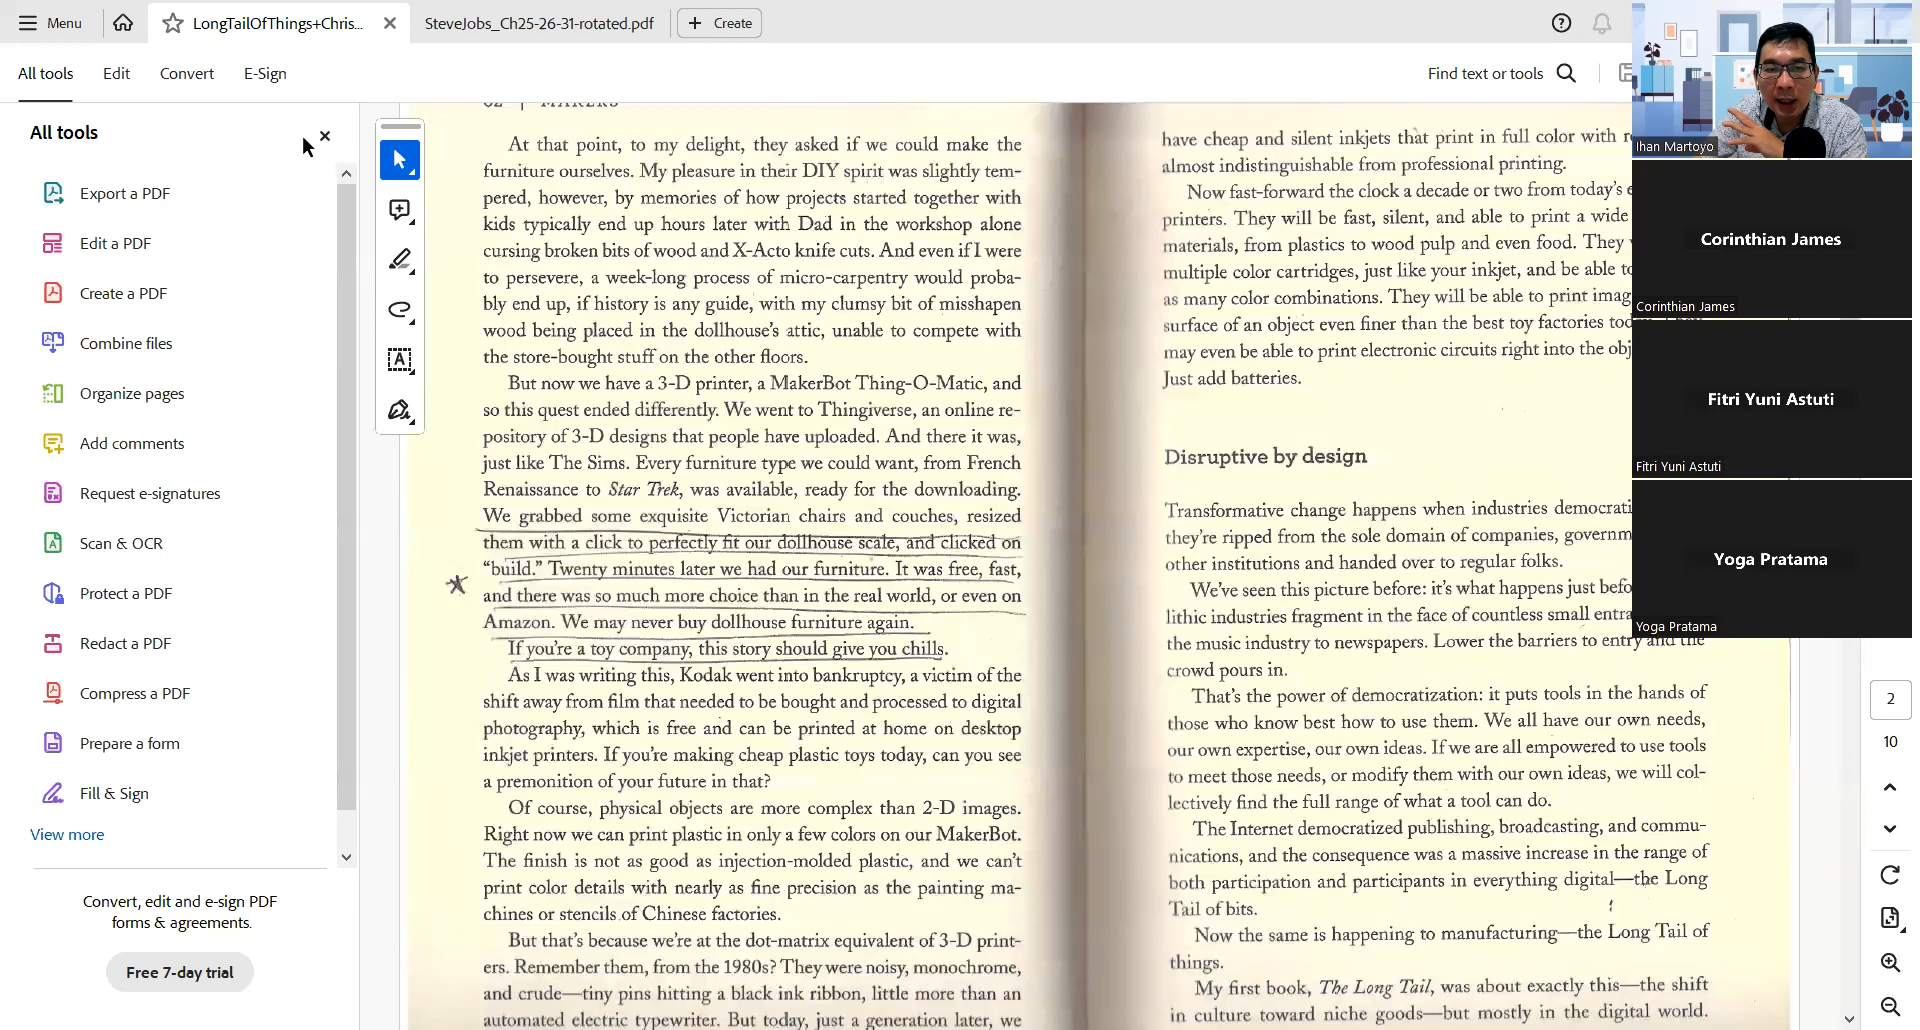 Menu
LongTailOfThings+Chris...
SteveJobs_Ch25-26-31-rotated.pdf
Create
All tools
Edit
Convert
E-Sign
Find text or tools
All tools
Export a PDF
Edit a PDF
Create a PDF
Combine files
Organize pages
Add comments
Request e-signatures
Scan & OCR
Protect a PDF
Redact a PDF
Compress a PDF
Prepare a form
Fill & Sign
View more
Convert, edit and e-sign PDF
forms & agreements.
Free 7-day trial
62 | MAKERS
At that point, to my delight, they asked if we could make the
furniture ourselves. My pleasure in their DIY spirit was slightly tem-
pered, however, by memories of how projects started together with
kids typically end up hours later with Dad in the workshop alone
cursing broken bits of wood and X-Acto knife cuts. And even if I were
to persevere, a week-long process of micro-carpentry would proba-
bly end up, if history is any guide, with my clumsy bit of misshapen
wood being placed in the dollhouse's attic, unable to compete with
the store-bought stuff on the other floors.
But now we have a 3-D printer, a MakerBot Thing-O-Matic, and
so this quest ended differently. We went to Thingiverse, an online re-
pository of 3-D designs that people have uploaded. And there it was,
just like The Sims. Every furniture type we could want, from French
Renaissance to Star Trek, was available, ready for the downloading.
We grabbed some exquisite Victorian chairs and couches, resized
them with a click to perfectly fit our dollhouse scale, and clicked on
"build." Twenty minutes later we had our furniture. It was free, fast,
and there was so much more choice than in the real world, or even on
Amazon. We may never buy dollhouse furniture again.
If you're a toy company, this story should give you chills.
As I was writing this, Kodak went into bankruptcy, a victim of the
shift away from film that needed to be bought and processed to digital
photography, which is free and can be printed at home on desktop
inkjet printers. If you're making cheap plastic toys today, can you see
a premonition of your future in that?
Of course, physical objects are more complex than 2-D images.
Right now we can print plastic in only a few colors on our MakerBot.
The finish is not as good as injection-molded plastic, and we can't
print color details with nearly as fine precision as the painting ma-
chines or stencils of Chinese factories.
But that's because we're at the dot-matrix equivalent of 3-D print-
ers. Remember them, from the 1980s? They were noisy, monochrome,
and crude—tiny pins hitting a black ink ribbon, little more than an
automated electric typewriter. But today, just a generation later, we
have cheap and silent inkjets that print in full color with
almost indistinguishable from professional printing.
Now fast-forward the clock a decade or two from today's
printers. They will be fast, silent, and able to print a wide
materials, from plastics to wood pulp and even food. They
multiple color cartridges, just like your inkjet, and be able to
as many color combinations. They will be able to print
surface of an object even finer than the best toy factories
may even be able to print electronic circuits right into the
Just add batteries.
Disruptive by design
Transformative change happens when industries
they're ripped from the sole domain of companies,
other institutions and handed over to regular folks.
We've seen this picture before: it's what happens just
lithic industries fragment in the face of countless small
the music industry to newspapers. Lower the barriers to entry and the
crowd pours in.
That's the power of democratization: it puts tools in the hands of
those who know best how to use them. We all have our own needs,
our own expertise, our own ideas. If we are all empowered to use tools
to meet those needs, or modify them with our own ideas, we will col-
lectively find the full range of what a tool can do.
The Internet democratized publishing, broadcasting, and commu-
nications, and the consequence was a massive increase in the range of
both participation and participants in everything digital—the Long
Tail of bits.
Now the same is happening to manufacturing—the Long Tail of
things.
My first book, The Long Tail, was about exactly this—the shift
in culture toward niche goods—but mostly in the digital world.
Ihan Martoyo
Corinthian James
Corinthian James
Fitri Yuni Astuti
Fitri Yuni Astuti
Yoga Pratama
Yoga Pratama
2
10